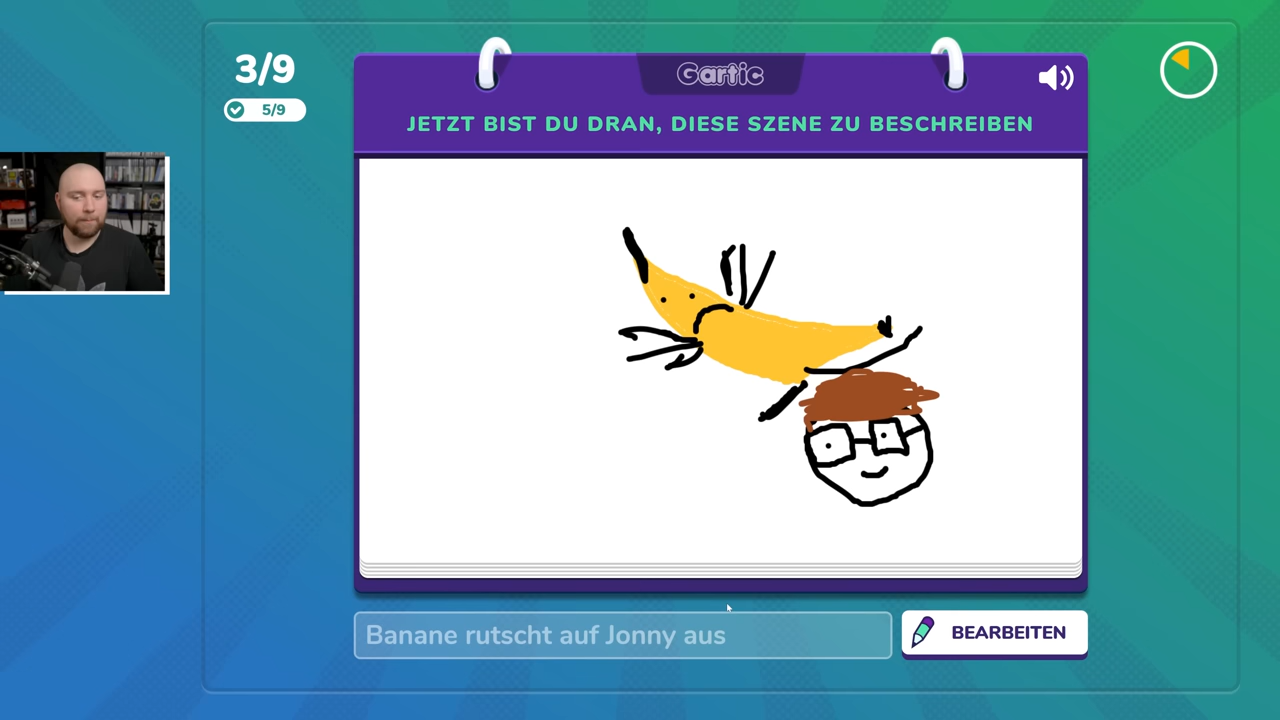 3/9
5/9
Gartic
JETZT BIST DU DRAN, DIESE SZENE ZU BESCHREIBEN
Banane rutscht auf Jonny aus
BEARBEITEN